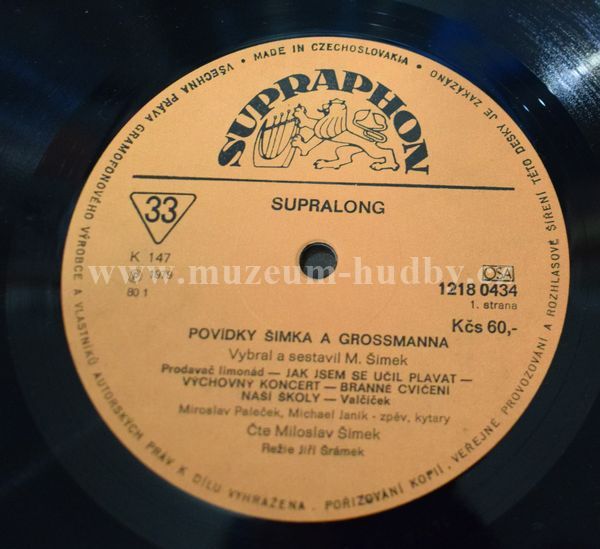 VŠECHNA PRÁVA GRAMOFONOVÉHO VÝROBCE A VLASTNÍKŮ AUTORSKÝCH PRÁV K DÍLU VYHRAŽENA. POŘIZOVÁNÍ KOPIÍ, VEŘEJNÉ PROVOZOVÁNÍ A ROZHLASOVÉ ŠÍŘENÍ TÉTO DESKY JE ZAKÁZÁNO
MADE IN CZECHOSLOVAKIA
SUPRAPHON
33
SUPRALONG
K 147
Ⓟ 1979
80 1
OSA
1218 0434
1. strana
Kčs 60,-
www.muzeum-hudby.
POVÍDKY ŠIMKA A GROSSMANNA
Vybral a sestavil M. Šimek
Prodavač limonád — JAK JSEM SE UČIL PLAVAT —
VÝCHOVNÝ KONCERT — BRANNÉ CVIČENÍ
NAŠÍ ŠKOLY — Valčíček
Miroslav Paleček, Michael Janík - zpěv, kytary
Čte Miloslav Šimek
Režie Jiří Šrámek